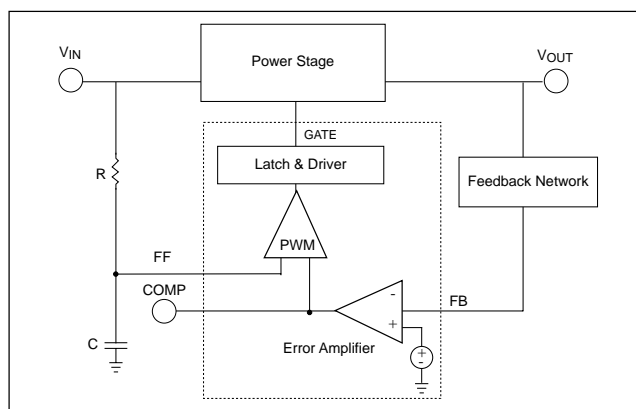 VIN
Power Stage
VOUT
GATE
Latch & Driver
R
Feedback Network
PWM
FF
COMP
FB
-
+
C
Error Amplifier
+
-